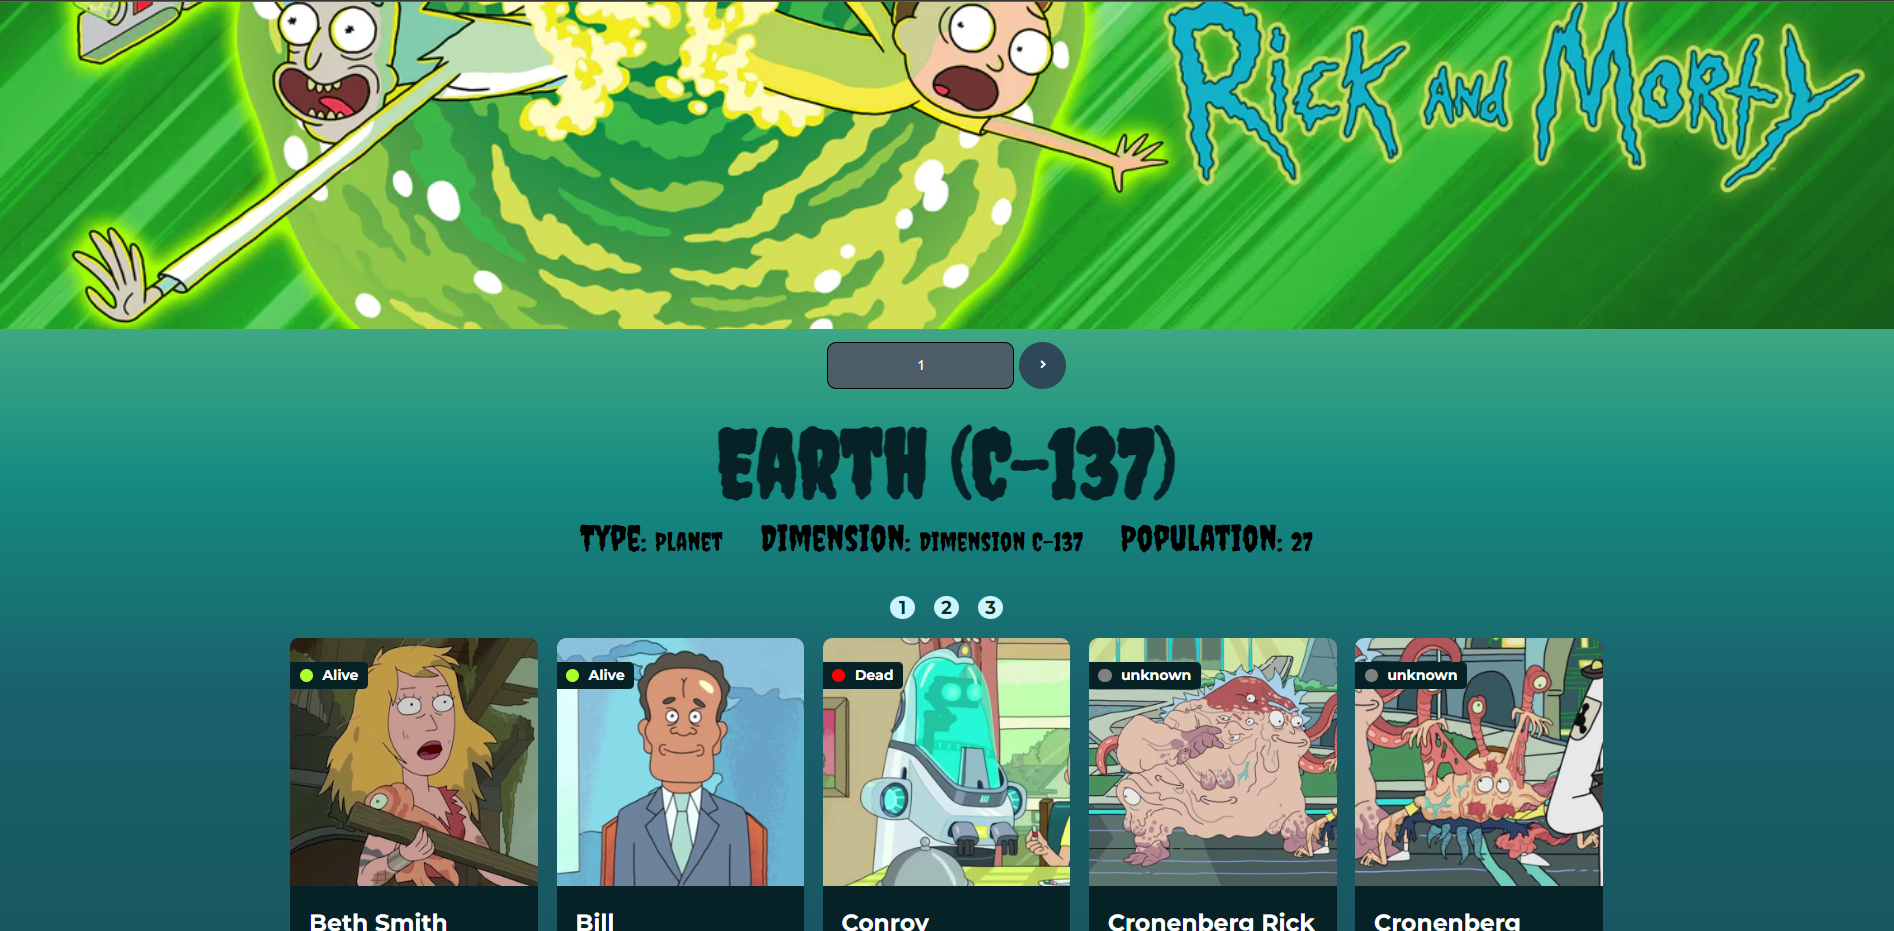 Rick and Morty
1
EARTH (C-137)
TYPE: PLANET DIMENSION: DIMENSION C-137 POPULATION: 27
1 2 3
Alive
Alive
Dead
unknown
unknown
Beth Smith
Bill
Conroy
Cronenberg Rick
Cronenberg